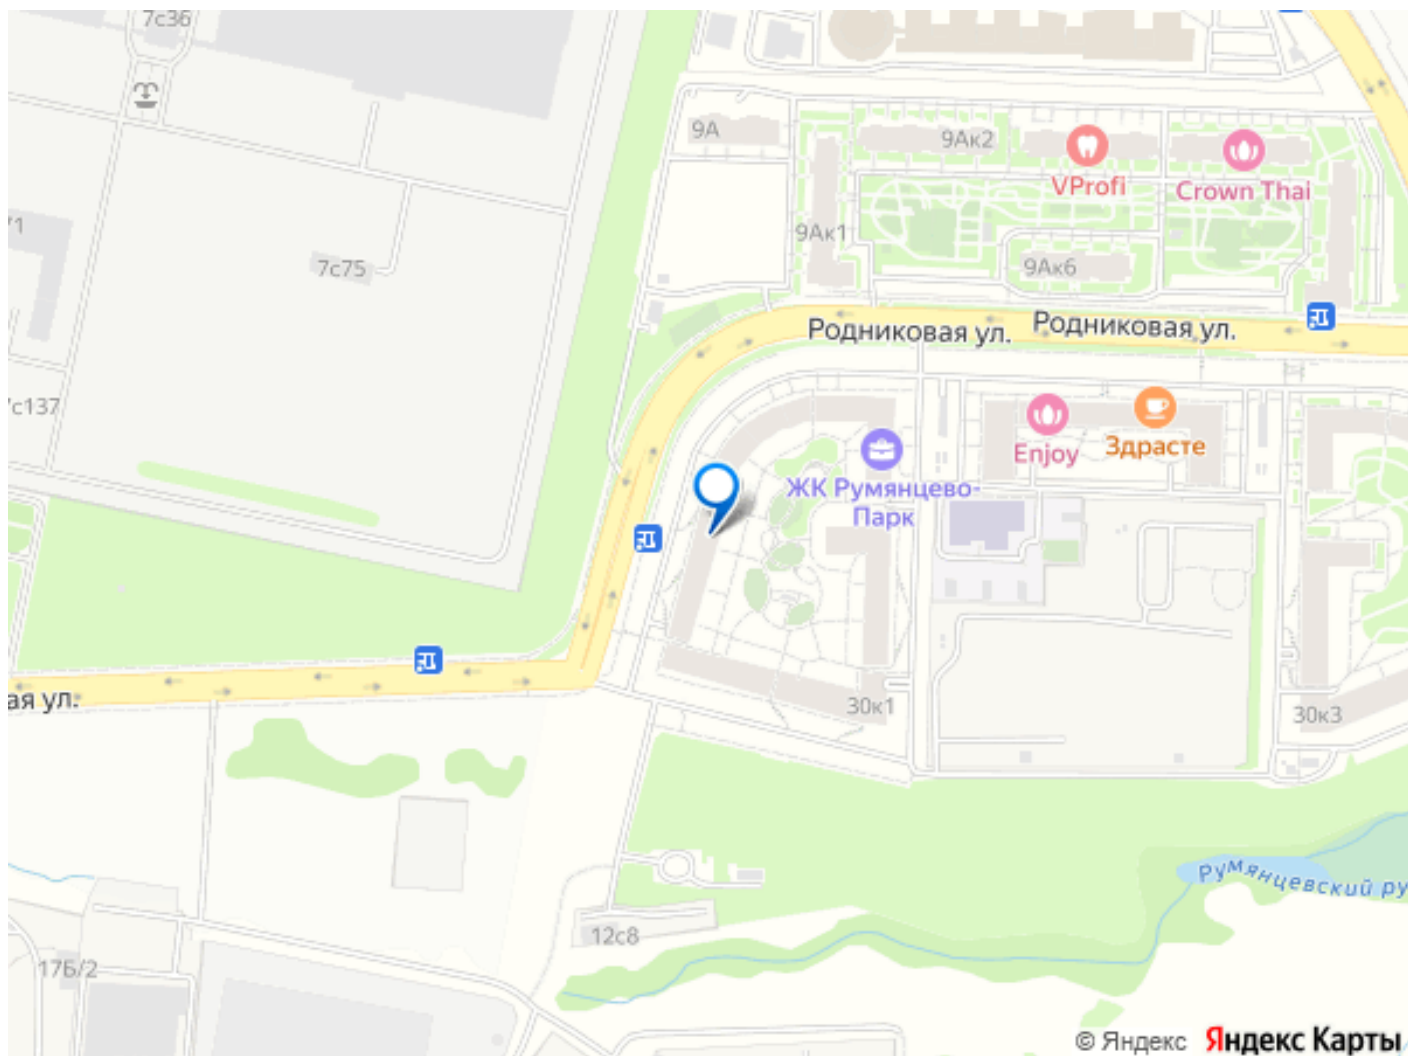 7с36
9А
9Ак2
VProfi
Crown Thai
9Ак1
9Ак6
7с75
Родниковая ул.
Родниковая ул.
Enjoy
Здрасте
ЖК Румянцево-
Парк
ая ул.
30к1
30к3
Румянцевский ру
12с8
17Б/2
© Яндекс Яндекс Карты